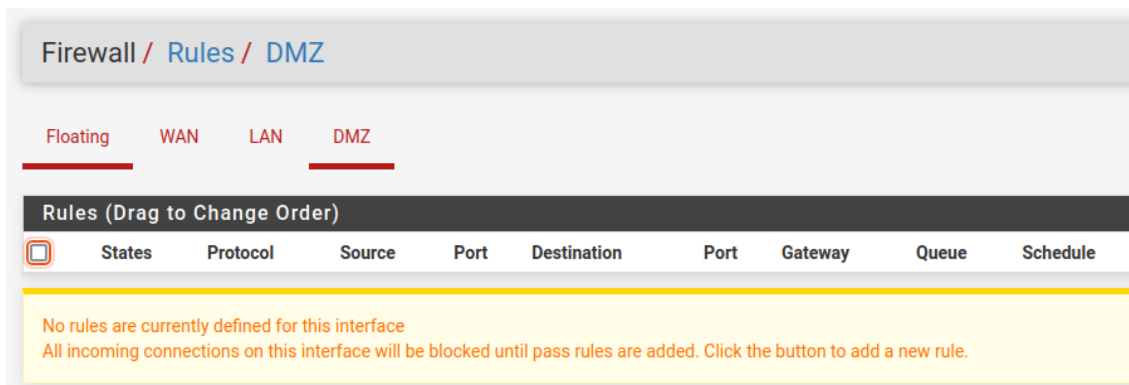 Firewall / Rules / DMZ
Floating WAN LAN DMZ
Rules (Drag to Change Order)
States Protocol Source Port Destination Port Gateway Queue Schedule
No rules are currently defined for this interface
All incoming connections on this interface will be blocked until pass rules are added. Click the button to add a new rule.